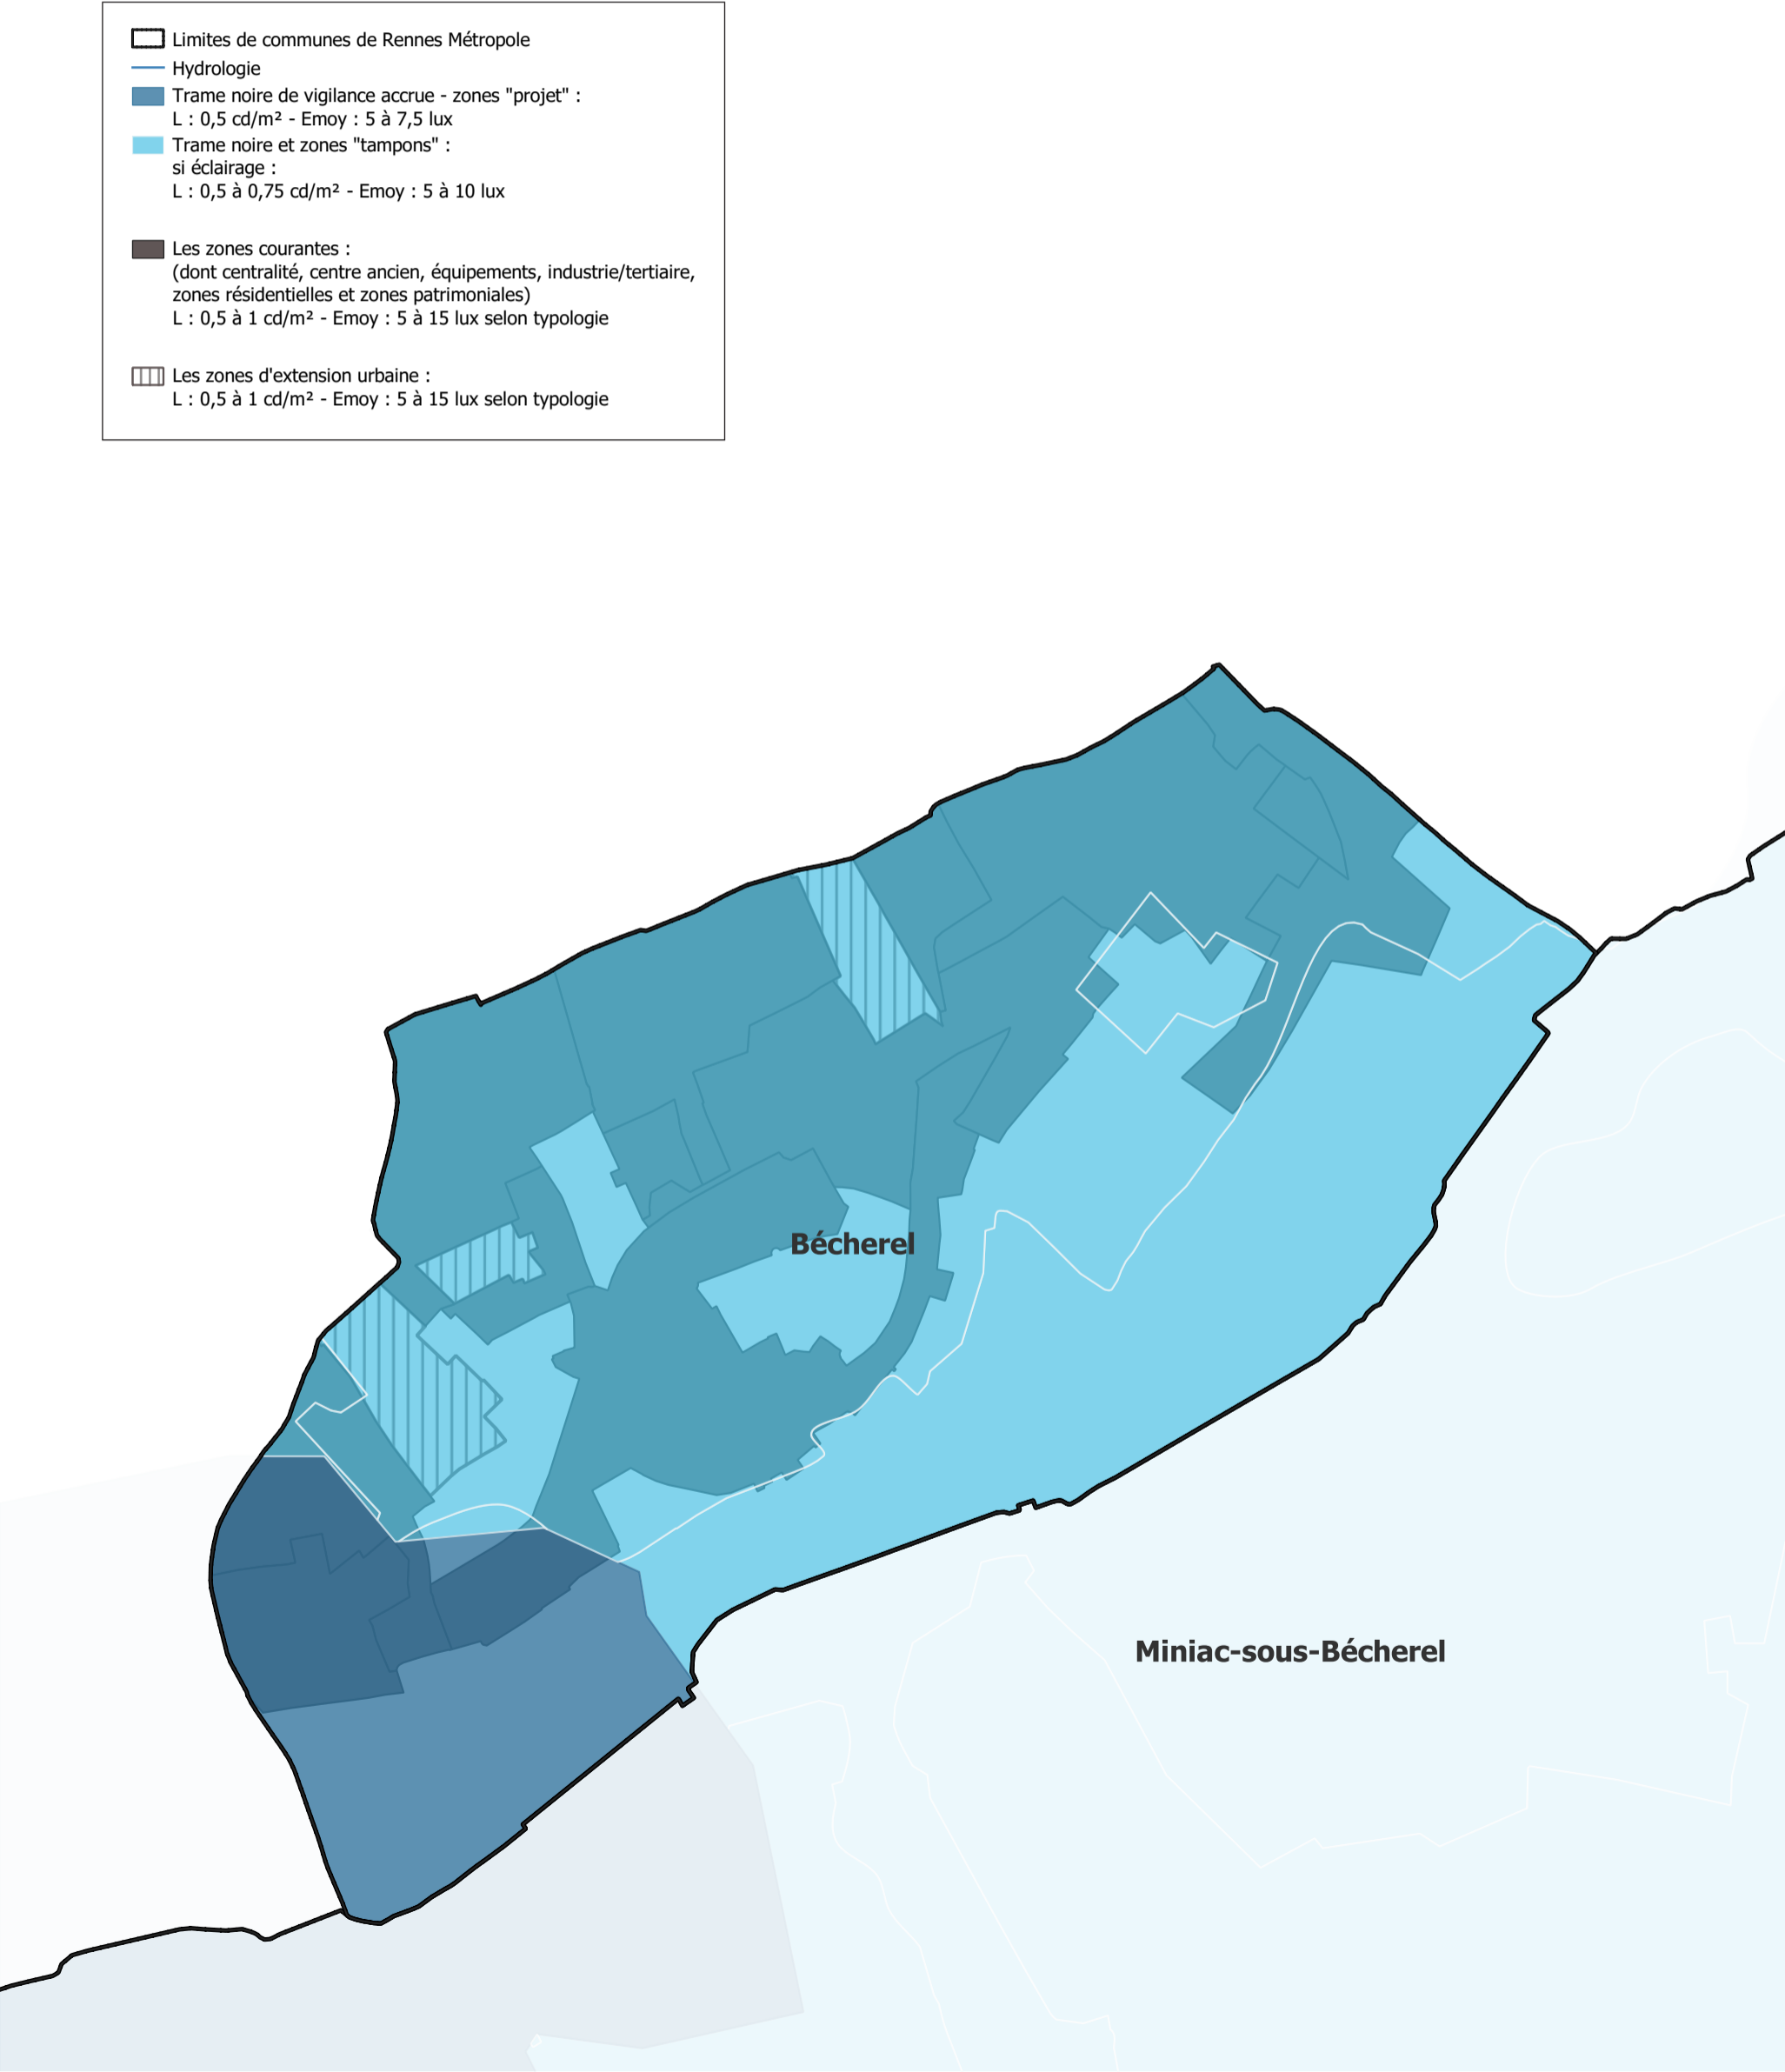 Limites de communes de Rennes Métropole
Hydrologie
Trame noire de vigilance accrue - zones "projet" :
L : 0,5 cd/m² - Emoy : 5 à 7,5 lux
Trame noire et zones "tampons" :
si éclairage :
L : 0,5 à 0,75 cd/m² - Emoy : 5 à 10 lux
Les zones courantes :
(dont centralité, centre ancien, équipements, industrie/tertiaire,
zones résidentielles et zones patrimoniales)
L : 0,5 à 1 cd/m² - Emoy : 5 à 15 lux selon typologie
Les zones d'extension urbaine :
L : 0,5 à 1 cd/m² - Emoy : 5 à 15 lux selon typologie
Bécherel
Miniac-sous-Bécherel